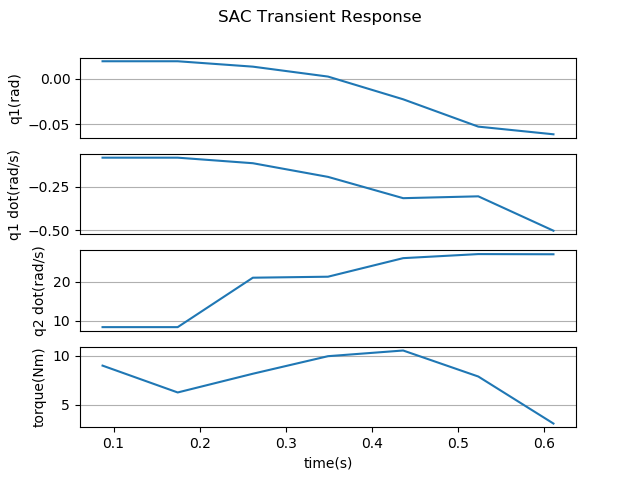 SAC Transient Response
q1(rad)
0.00
−0.05
q1 dot(rad/s)
−0.25
−0.50
q2 dot(rad/s)
20
10
torque(Nm)
10
5
0.1 0.2 0.3 0.4 0.5 0.6
time(s)